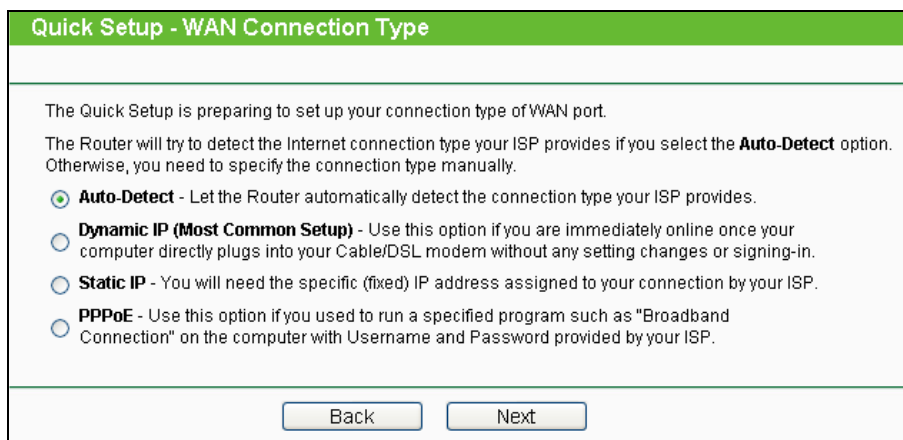 Quick Setup - WAN Connection Type
The Quick Setup is preparing to set up your connection type of WAN port.
The Router will try to detect the Internet connection type your ISP provides if you select the Auto-Detect option.
Otherwise, you need to specify the connection type manually.
Auto-Detect - Let the Router automatically detect the connection type your ISP provides.
Dynamic IP (Most Common Setup) - Use this option if you are immediately online once your
computer directly plugs into your Cable/DSL modem without any setting changes or signing-in.
Static IP - You will need the specific (fixed) IP address assigned to your connection by your ISP.
PPPoE - Use this option if you used to run a specified program such as "Broadband
Connection" on the computer with Username and Password provided by your ISP.
Back Next